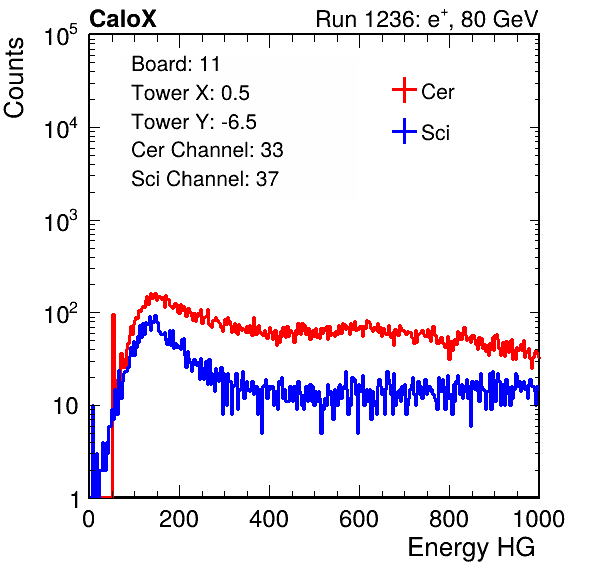 CaloX Run 1236: e⁺, 80 GeV
Counts
10⁵
10⁴
10³
10²
10
1
Board: 11
Tower X: 0.5
Tower Y: -6.5
Cer Channel: 33
Sci Channel: 37
Cer
Sci
0 200 400 600 800 1000
Energy HG